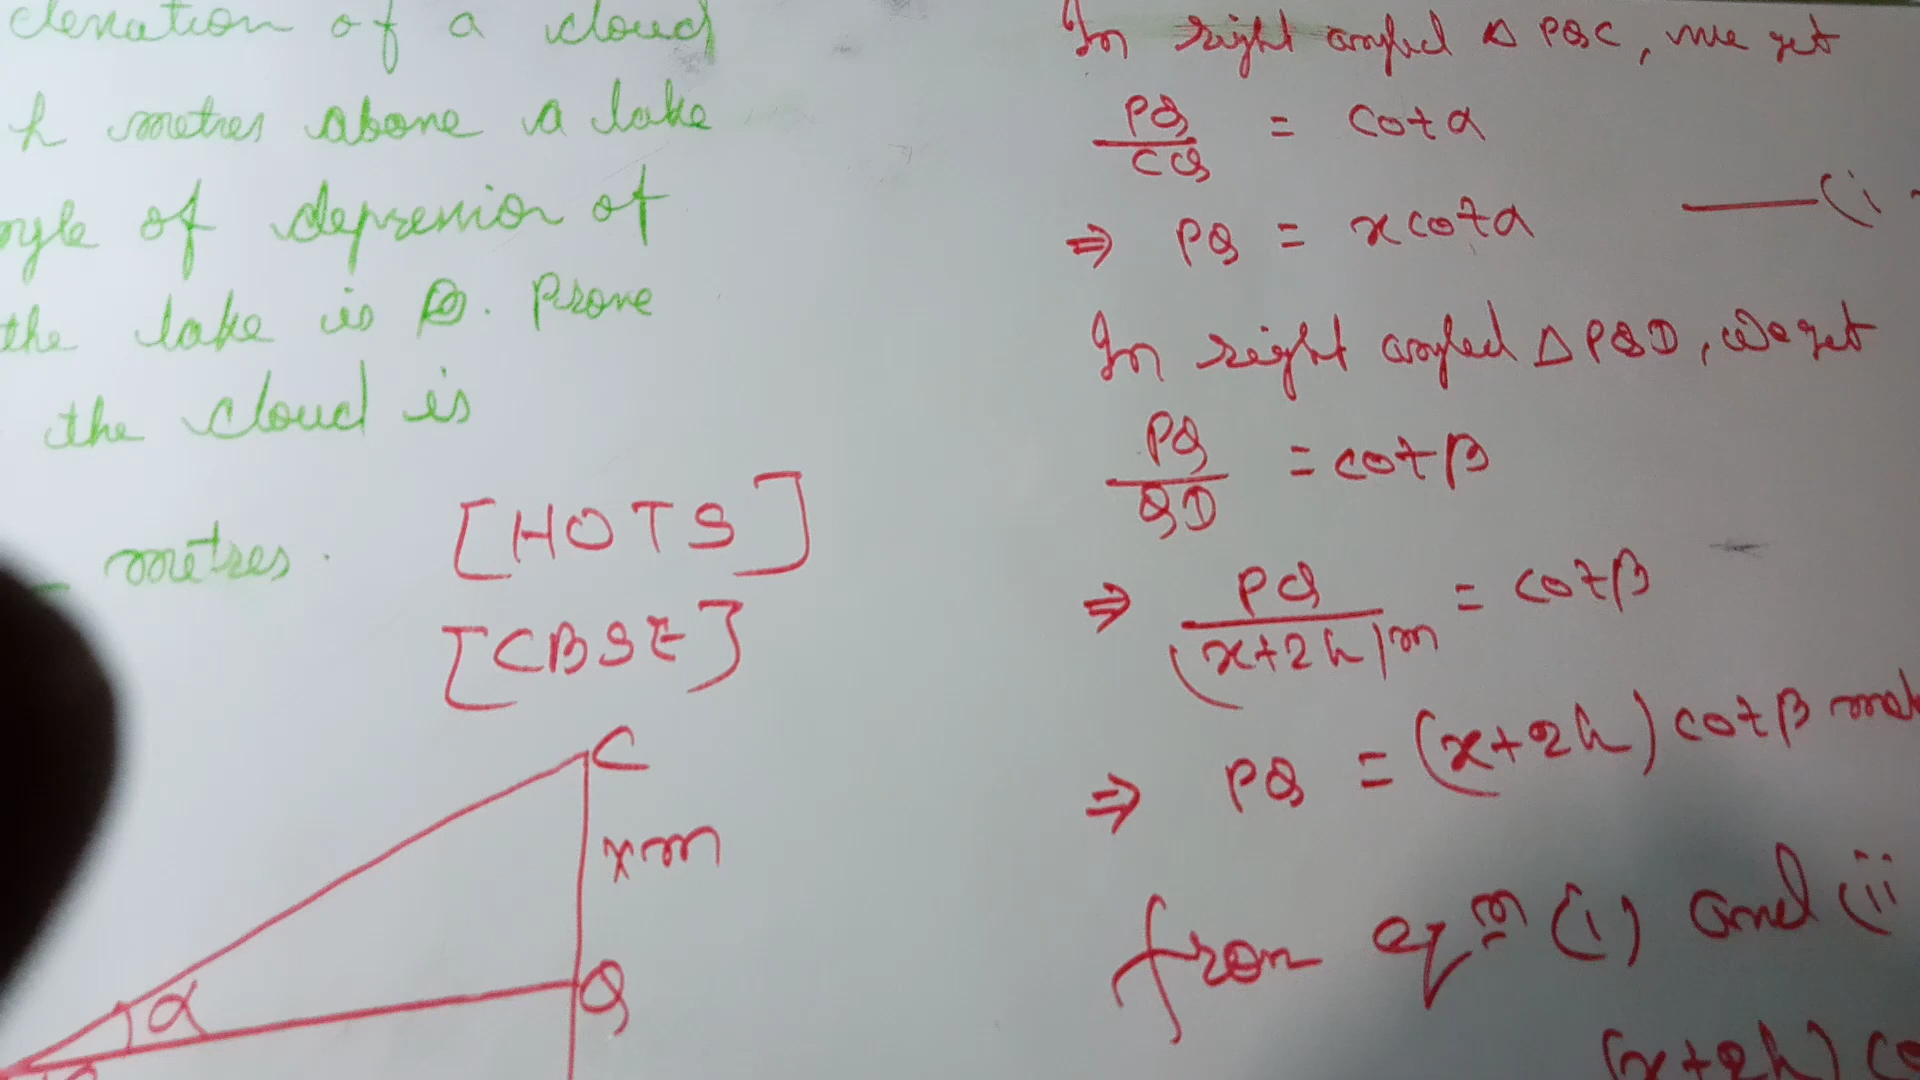 elevation of a cloud
h metres above a lake
angle of depression of
the lake is β. Prove
the cloud is
metres.
[HOTS]
[CBSE]
C
x m
α
Q
In right angled Δ PQC, we get
PQ/CQ = cot α
⇒ PQ = x cot α —(i
In right angled Δ PQD, we get
PQ/QD = cot β
⇒ PQ/(x+2h)m = cot β
⇒ PQ = (x+2h) cot β
from eqn (i) and (ii
(x+2h) co